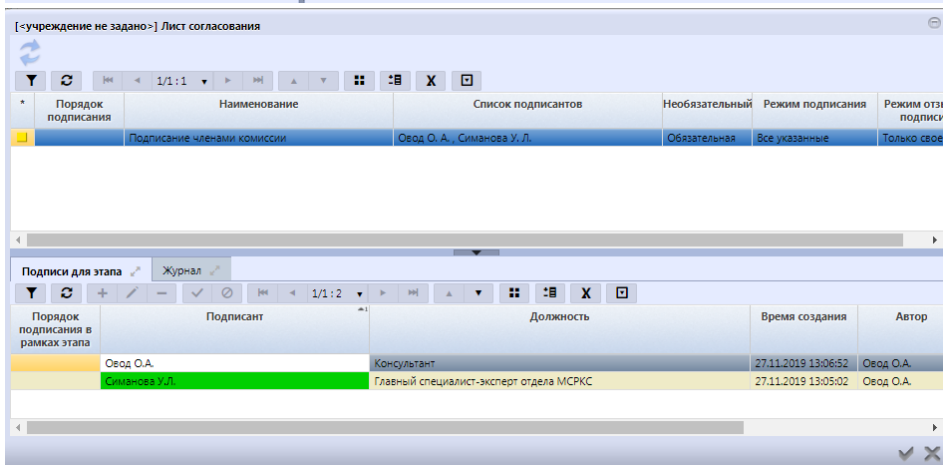 [<учреждение не задано>] Лист согласования
1/1:1
* Порядок подписания Наименование Список подписантов Необязательный Режим подписания Режим отзы
подписи
Подписание членами комиссии Овод О. А. , Симанова У. Л. Обязательная Все указанные Только свое
Подписи для этапа Журнал
1/1:2
Порядок подписания в рамках этапа Подписант Должность Время создания Автор
Овод О.А. Консультант 27.11.2019 13:06:52 Овод О.А.
Симанова У.Л. Главный специалист-эксперт отдела МСРКС 27.11.2019 13:05:02 Овод О.А.